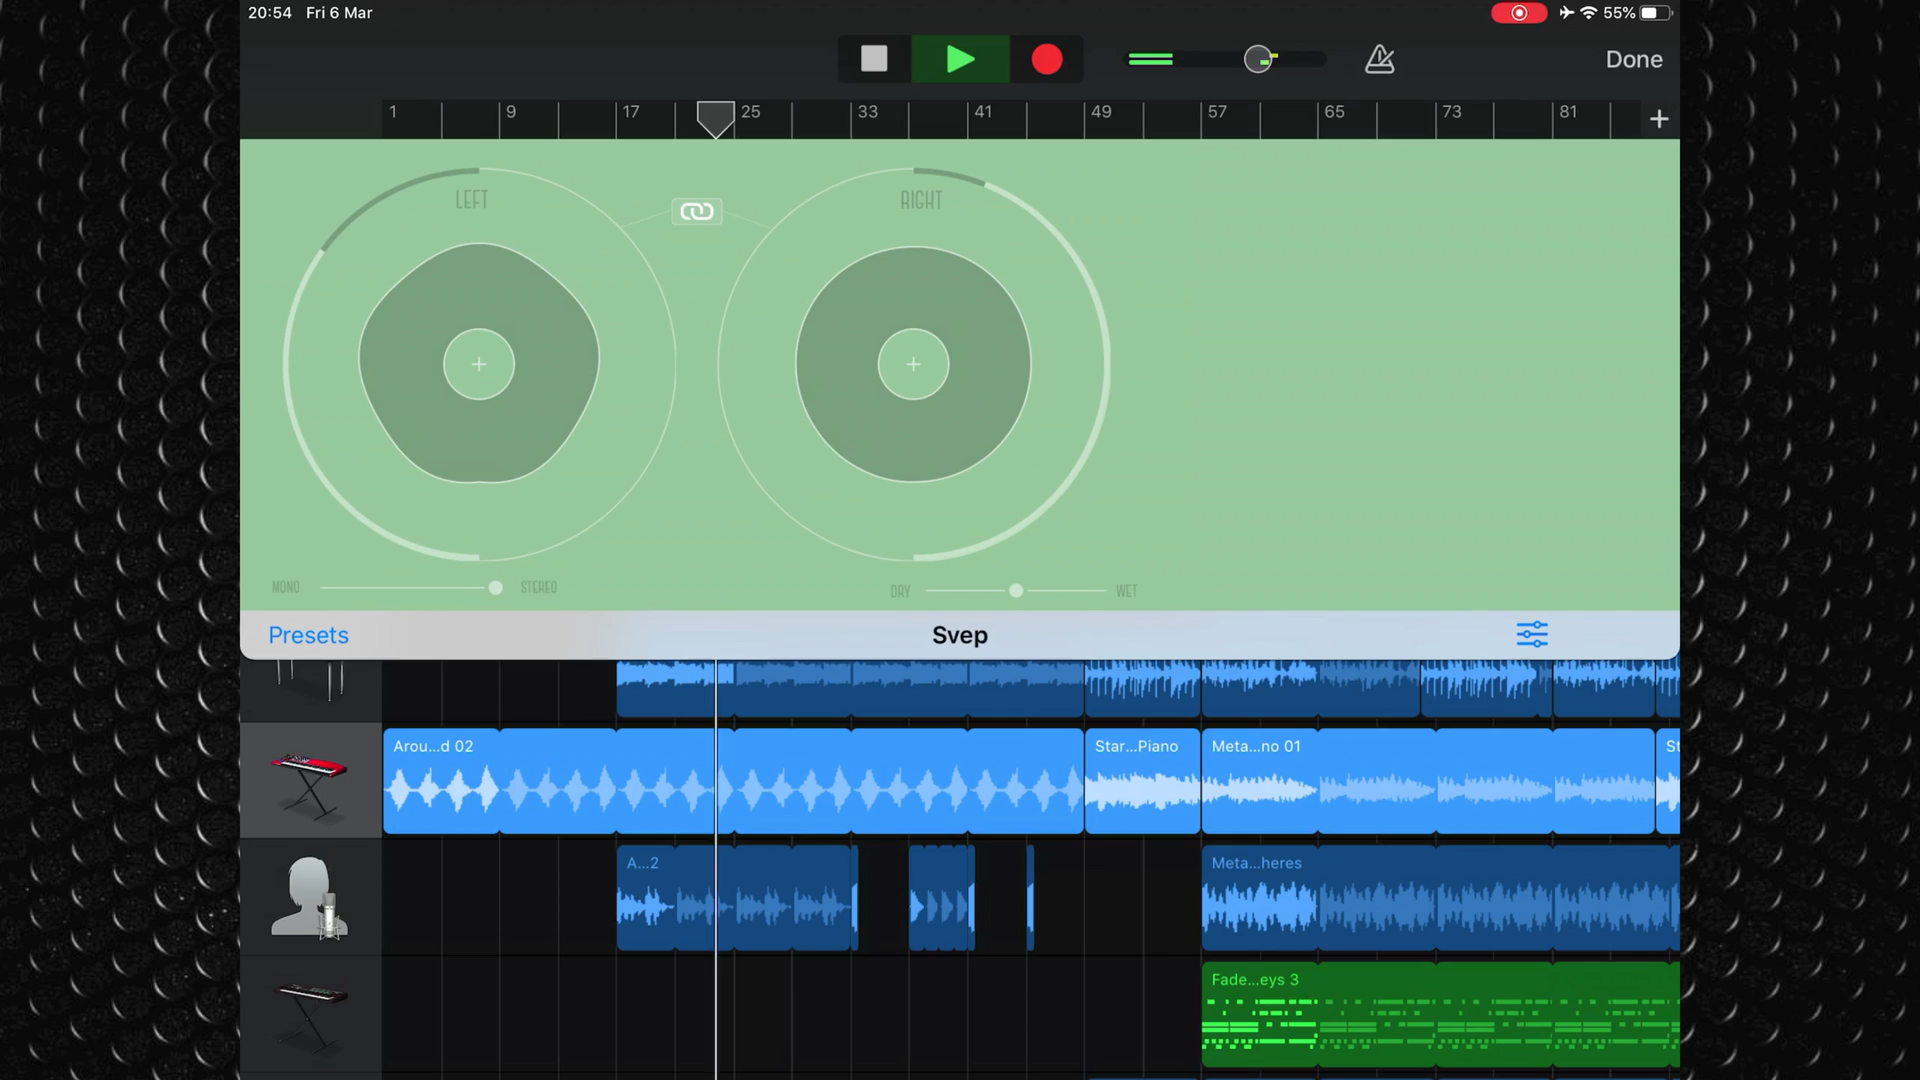 20:54 Fri 6 Mar
55%
Done
1 9 17 25 33 41 49 57 65 73 81
LEFT
RIGHT
MONO
STEREO
DRY
WET
Presets
Svep
Arou...d 02
Star...Piano
Meta...no 01
St
A...2
Meta...heres
Fade...eys 3